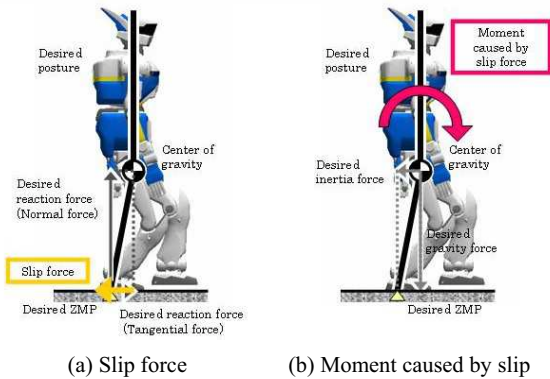 Desired
posture
Center of
gravity
Desired
reaction force
(Normal force)
Slip force
Desired ZMP
Desired reaction force
(Tangential force)
(a) Slip force
Moment
caused by
slip force
Desired
posture
Desired
inertia force
Center of
gravity
Desired
gravity force
Desired ZMP
(b) Moment caused by slip